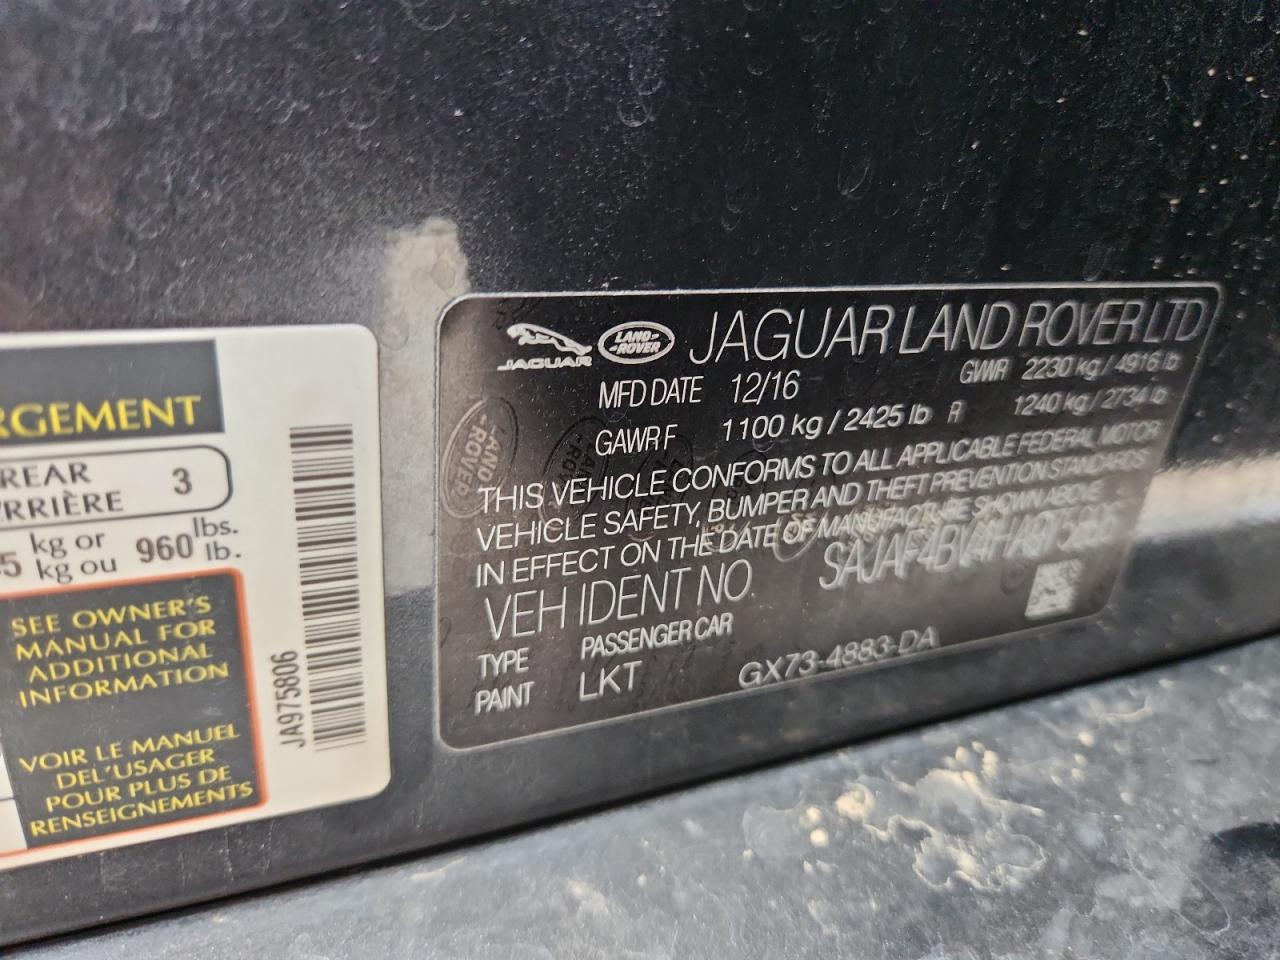 RGEMENT
REAR 3
RRIÈRE
5 kg or 960 lbs.
kg ou lb.
SEE OWNER'S
MANUAL FOR
ADDITIONAL
INFORMATION
VOIR LE MANUEL
DEL'USAGER
POUR PLUS DE
RENSEIGNEMENTS
JA975806
JAGUAR LAND ROVER JAGUAR LAND ROVER LTD
MFD DATE 12/16 GWR 2230 kg / 4916 lb
GAWR F 1100 kg / 2425 lb R 1240 kg / 2734 lb
THIS VEHICLE CONFORMS TO ALL APPLICABLE FEDERAL MOTOR
VEHICLE SAFETY, BUMPER AND THEFT PREVENTION STANDARDS
IN EFFECT ON THE DATE OF MANUFACTURE SHOWN ABOVE
VEH IDENT NO.
TYPE PASSENGER CAR
PAINT LKT GX73-4883-DA